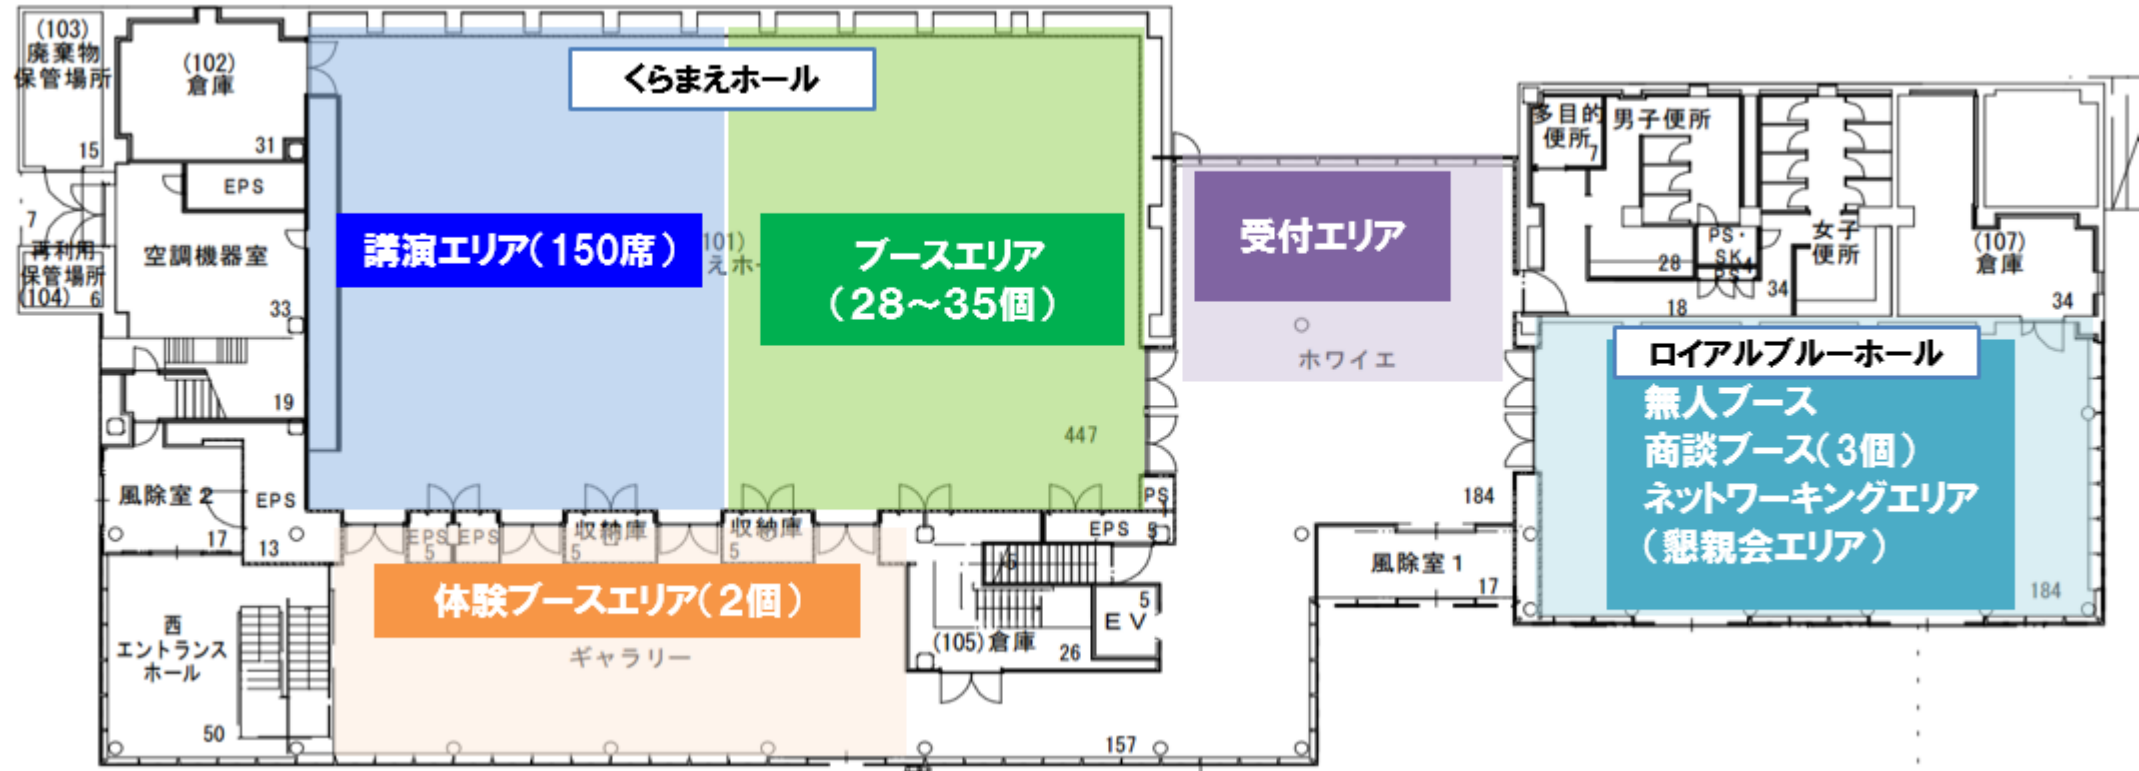 (103)
廃棄物
保管場所
15
(102)
倉庫
31
EPS
7
再利用
保管場所
(104) 6
空調機器室
33
19
風除室2
17
EPS
13
西
エントランス
ホール
50
くらまえホール
講演エリア(150席)
101)
えホー
ブースエリア
(28~35個)
447
PS
EPS 5
EPS
5
EPS
収納庫
5
収納庫
5
体験ブースエリア(2個)
ギャラリー
(105)倉庫
26
5
EV
157
受付エリア
ホワイエ
184
風除室1
17
多目的
便所
7
男子便所
28
PS・
SK
PS
18
34
女子
便所
(107)
倉庫
34
ロイアルブルーホール
無人ブース
商談ブース(3個)
ネットワーキングエリア
(懇親会エリア)
184